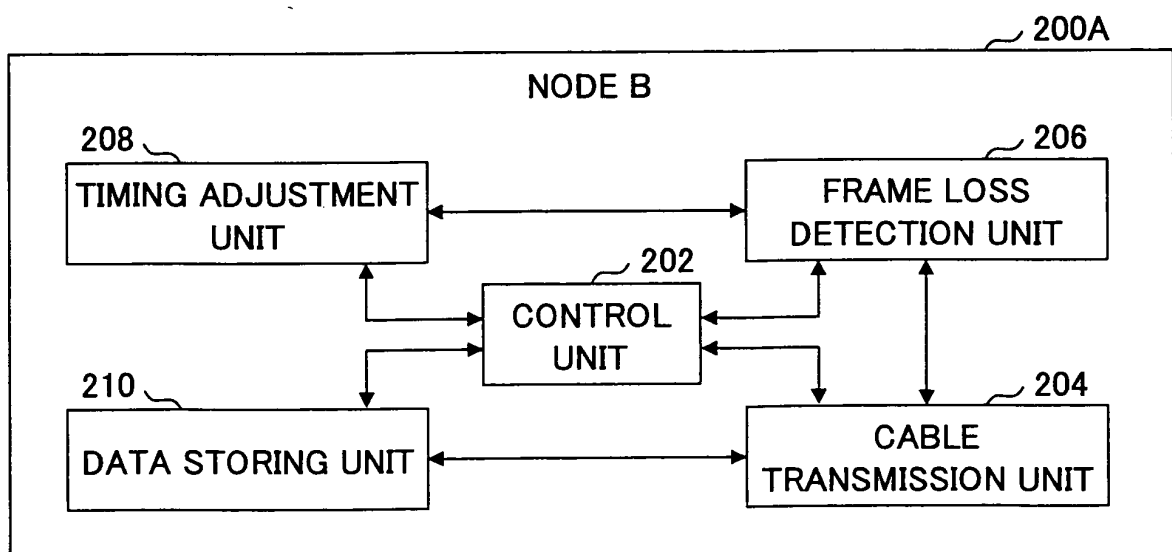 200A
NODE B
208
TIMING ADJUSTMENT
UNIT
206
FRAME LOSS
DETECTION UNIT
202
CONTROL
UNIT
210
DATA STORING UNIT
204
CABLE
TRANSMISSION UNIT